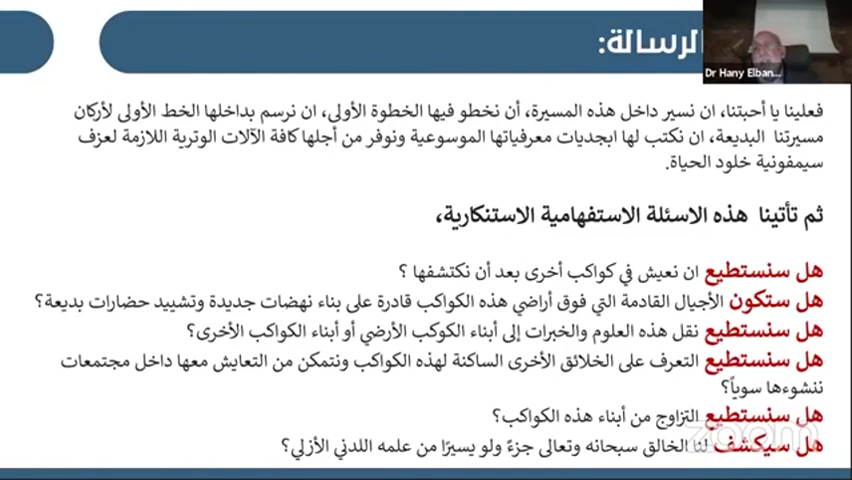 الرسالة:
Dr Hany Elban...
فعلينا يا أحبتنا، ان نسير داخل هذه المسيرة، أن نخطو فيها الخطوة الأولى، ان نرسم بداخلها الخط الأولى لأركان
مسيرتنا البديعة، ان نكتب لها ابجديات معرفياتها الموسوعية ونوفر من أجلها كافة الآلات الوترية اللازمة لعزف
سيمفونية خلود الحياة.
ثم تأتينا هذه الاسئلة الاستفهامية الاستنكارية،
هل سنستطيع ان نعيش في كواكب أخرى بعد أن نكتشفها ؟
هل ستكون الأجيال القادمة التي فوق أراضي هذه الكواكب قادرة على بناء نهضات جديدة وتشييد حضارات بديعة؟
هل سنستطيع نقل هذه العلوم والخبرات إلى أبناء الكوكب الأرضي أو أبناء الكواكب الأخرى؟
هل سنستطيع التعرف على الخلائق الأخرى الساكنة لهذه الكواكب ونتمكن من التعايش معها داخل مجتمعات
ننشوءها سوياً؟
هل سنستطيع التزاوج من أبناء هذه الكواكب؟
هل سيكشف لنا الخالق سبحانه وتعالى جزءً ولو يسيرًا من علمه اللدني الأزلي؟
zoom